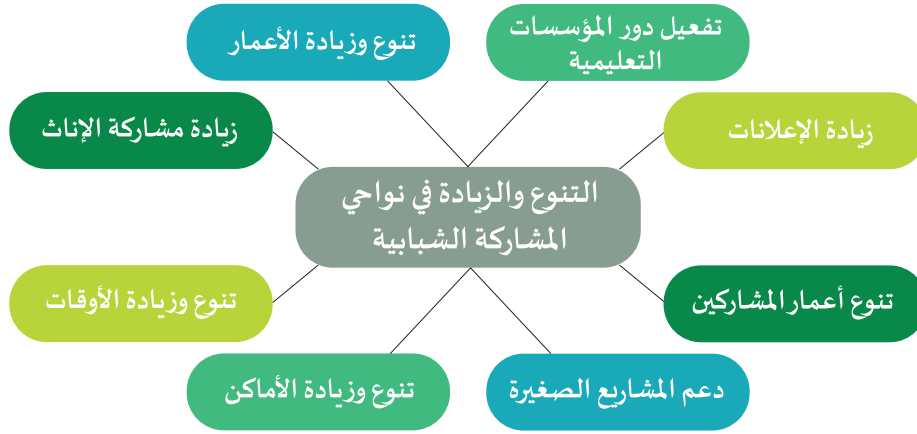 تفعيل دور المؤسسات
التعليمية
تنوع وزيادة الأعمار
زيادة الإعلانات
زيادة مشاركة الإناث
التنوع والزيادة في نواحي
المشاركة الشبابية
تنوع أعمار المشاركين
تنوع وزيادة الأوقات
دعم المشاريع الصغيرة
تنوع وزيادة الأماكن